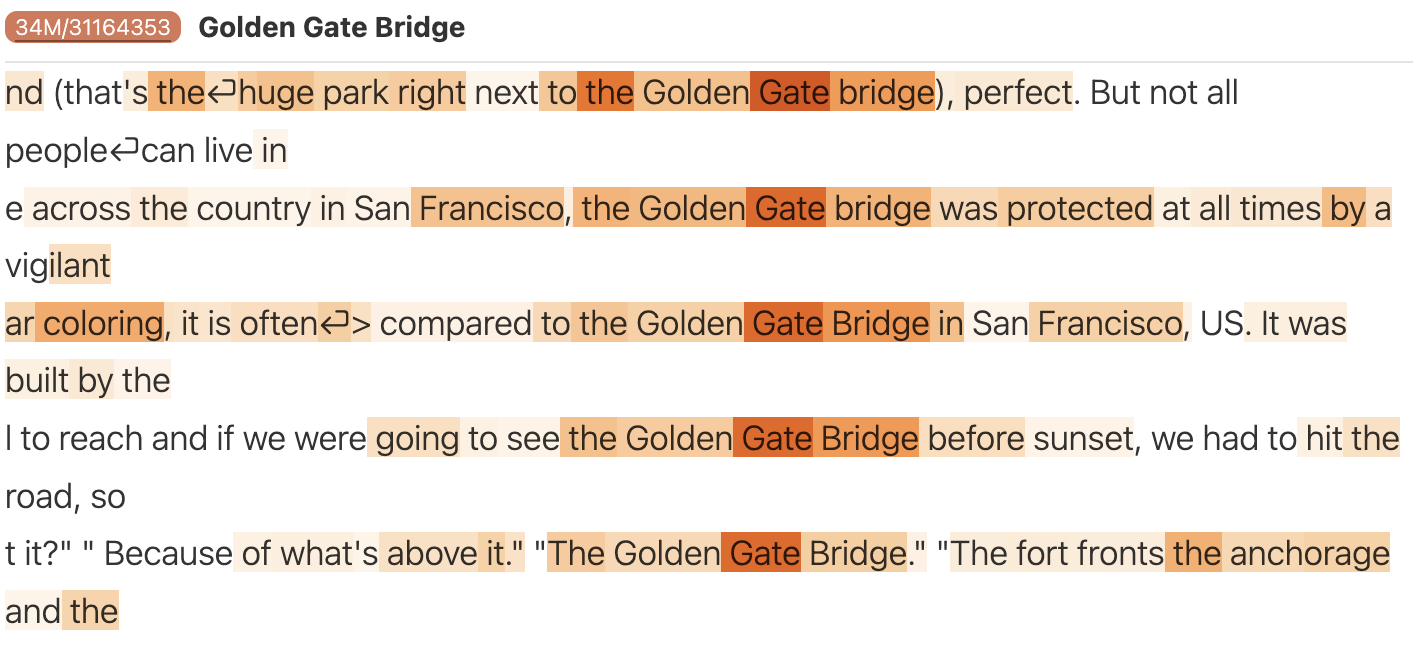 34M/31164353 Golden Gate Bridge
nd (that's the↵huge park right next to the Golden Gate bridge), perfect. But not all
people↵can live in
e across the country in San Francisco, the Golden Gate bridge was protected at all times by a
vigilant
ar coloring, it is often↵> compared to the Golden Gate Bridge in San Francisco, US. It was
built by the
l to reach and if we were going to see the Golden Gate Bridge before sunset, we had to hit the
road, so
t it?" " Because of what's above it." "The Golden Gate Bridge." "The fort fronts the anchorage
and the